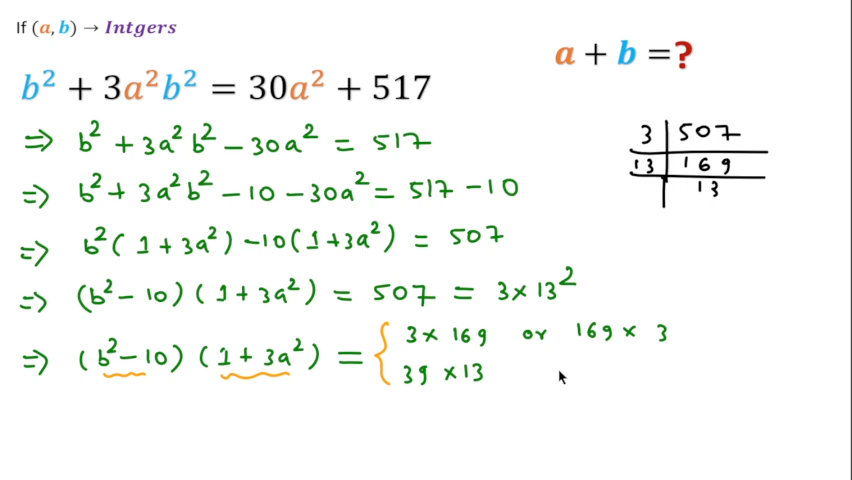 If (a, b) → Intgers
a + b = ?
b² + 3a²b² = 30a² + 517
⇒ b² + 3a²b² - 30a² = 517
⇒ b² + 3a²b² - 10 - 30a² = 517 - 10
⇒ b²(1 + 3a²) - 10(1 + 3a²) = 507
⇒ (b² - 10)(1 + 3a²) = 507 = 3 × 13²
⇒ (b² - 10)(1 + 3a²) = { 3 × 169 or 169 × 3
39 × 13
3 | 507
13 | 169
| 13